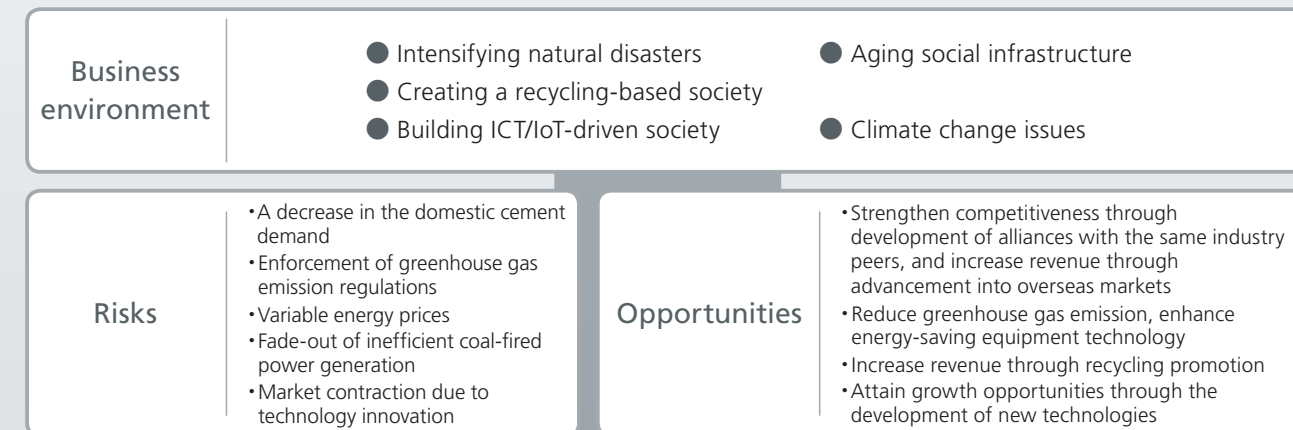 Business
environment
● Intensifying natural disasters
● Aging social infrastructure
● Creating a recycling-based society
● Building ICT/IoT-driven society
● Climate change issues
Risks
・A decrease in the domestic cement
demand
・Enforcement of greenhouse gas
emission regulations
・Variable energy prices
・Fade-out of inefficient coal-fired
power generation
・Market contraction due to
technology innovation
Opportunities
・Strengthen competitiveness through
development of alliances with the same industry
peers, and increase revenue through
advancement into overseas markets
・Reduce greenhouse gas emission, enhance
energy-saving equipment technology
・Increase revenue through recycling promotion
・Attain growth opportunities through the
development of new technologies